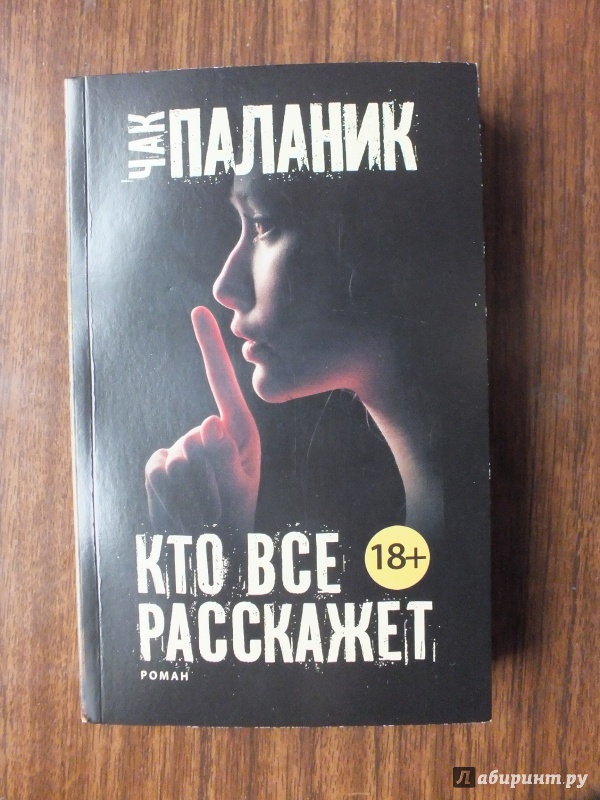 ЧАК
ПАЛАНИК
КТО ВСЕ
18+
РАССКАЖЕТ
РОМАН
Лабиринт.ру